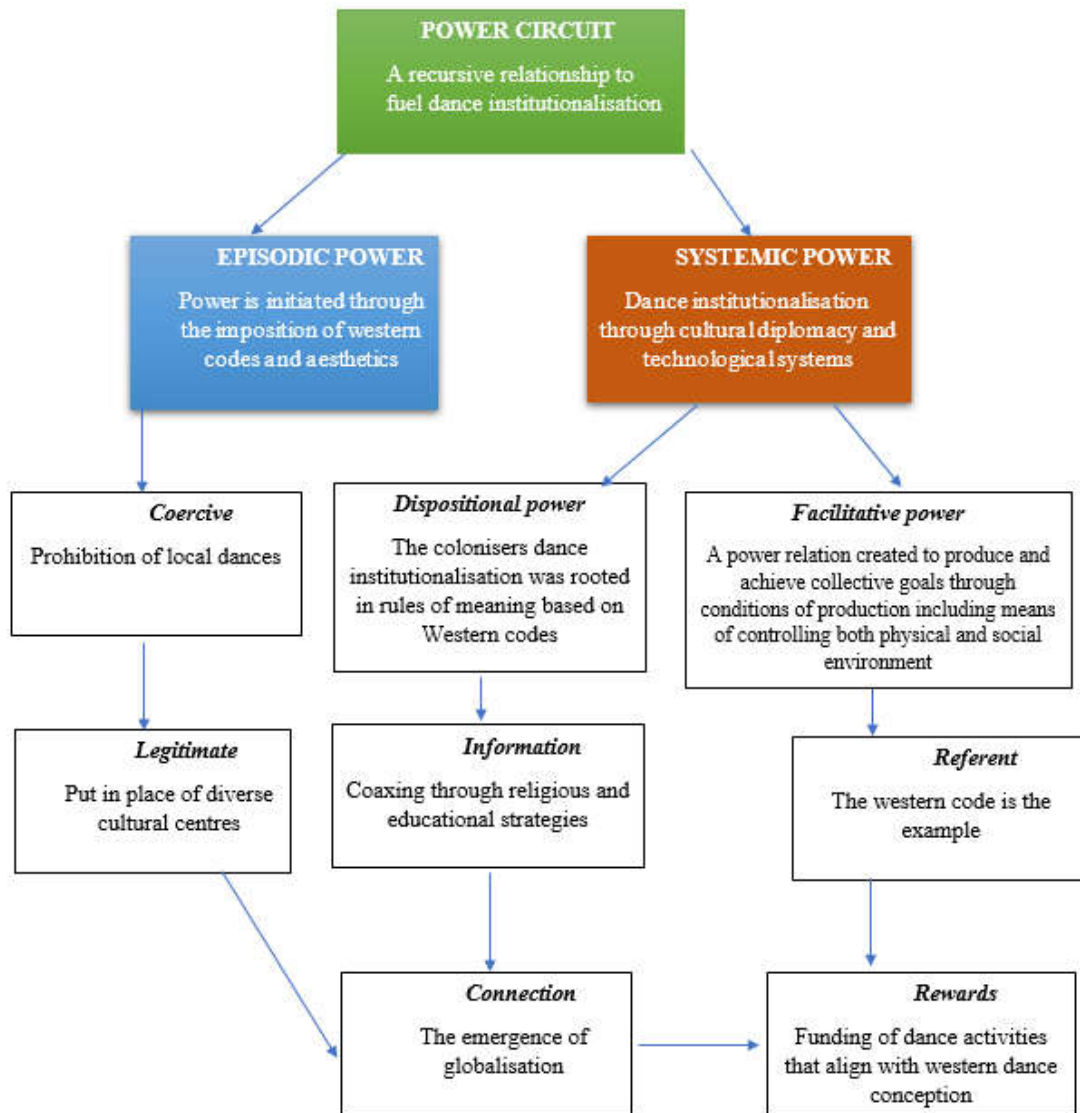 POWER CIRCUIT
A recursive relationship to
fuel dance institutionalisation
EPISODIC POWER
Power is initiated through
the imposition of western
codes and aesthetics
SYSTEMIC POWER
Dance institutionalisation
through cultural diplomacy and
technological systems
Coercive
Prohibition of local dances
Dispositional power
The colonisers dance
institutionalisation was rooted
in rules of meaning based on
Western codes
Facilitative power
A power relation created to produce and
achieve collective goals through
conditions of production including means
of controlling both physical and social
environment
Legitimate
Put in place of diverse
cultural centres
Information
Coaxing through religious and
educational strategies
Referent
The western code is the
example
Connection
The emergence of
globalisation
Rewards
Funding of dance activities
that align with western dance
conception